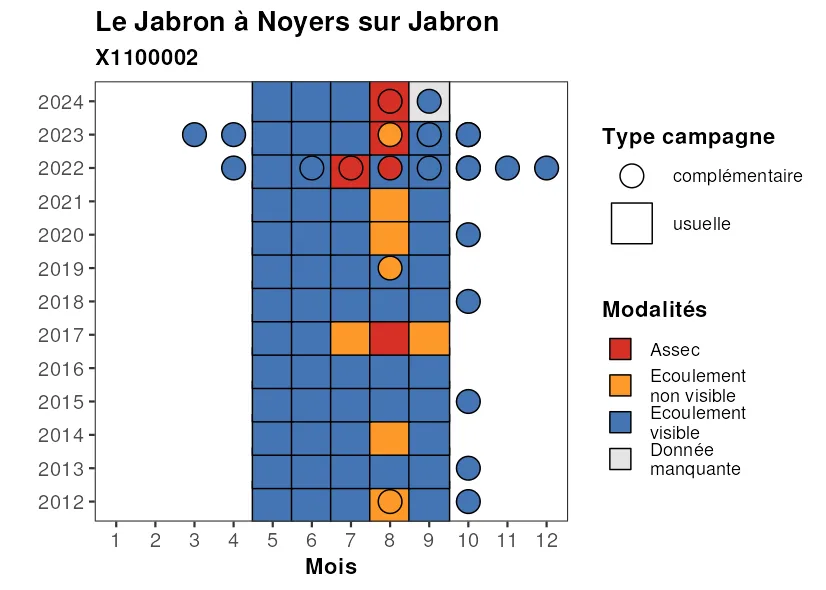 Le Jabron à Noyers sur Jabron
X1100002
2024
2023
2022
2021
2020
2019
2018
2017
2016
2015
2014
2013
2012
1 2 3 4 5 6 7 8 9 10 11 12
Mois
Type campagne
complémentaire
usuelle
Modalités
Assec
Ecoulement
non visible
Ecoulement
visible
Donnée
manquante